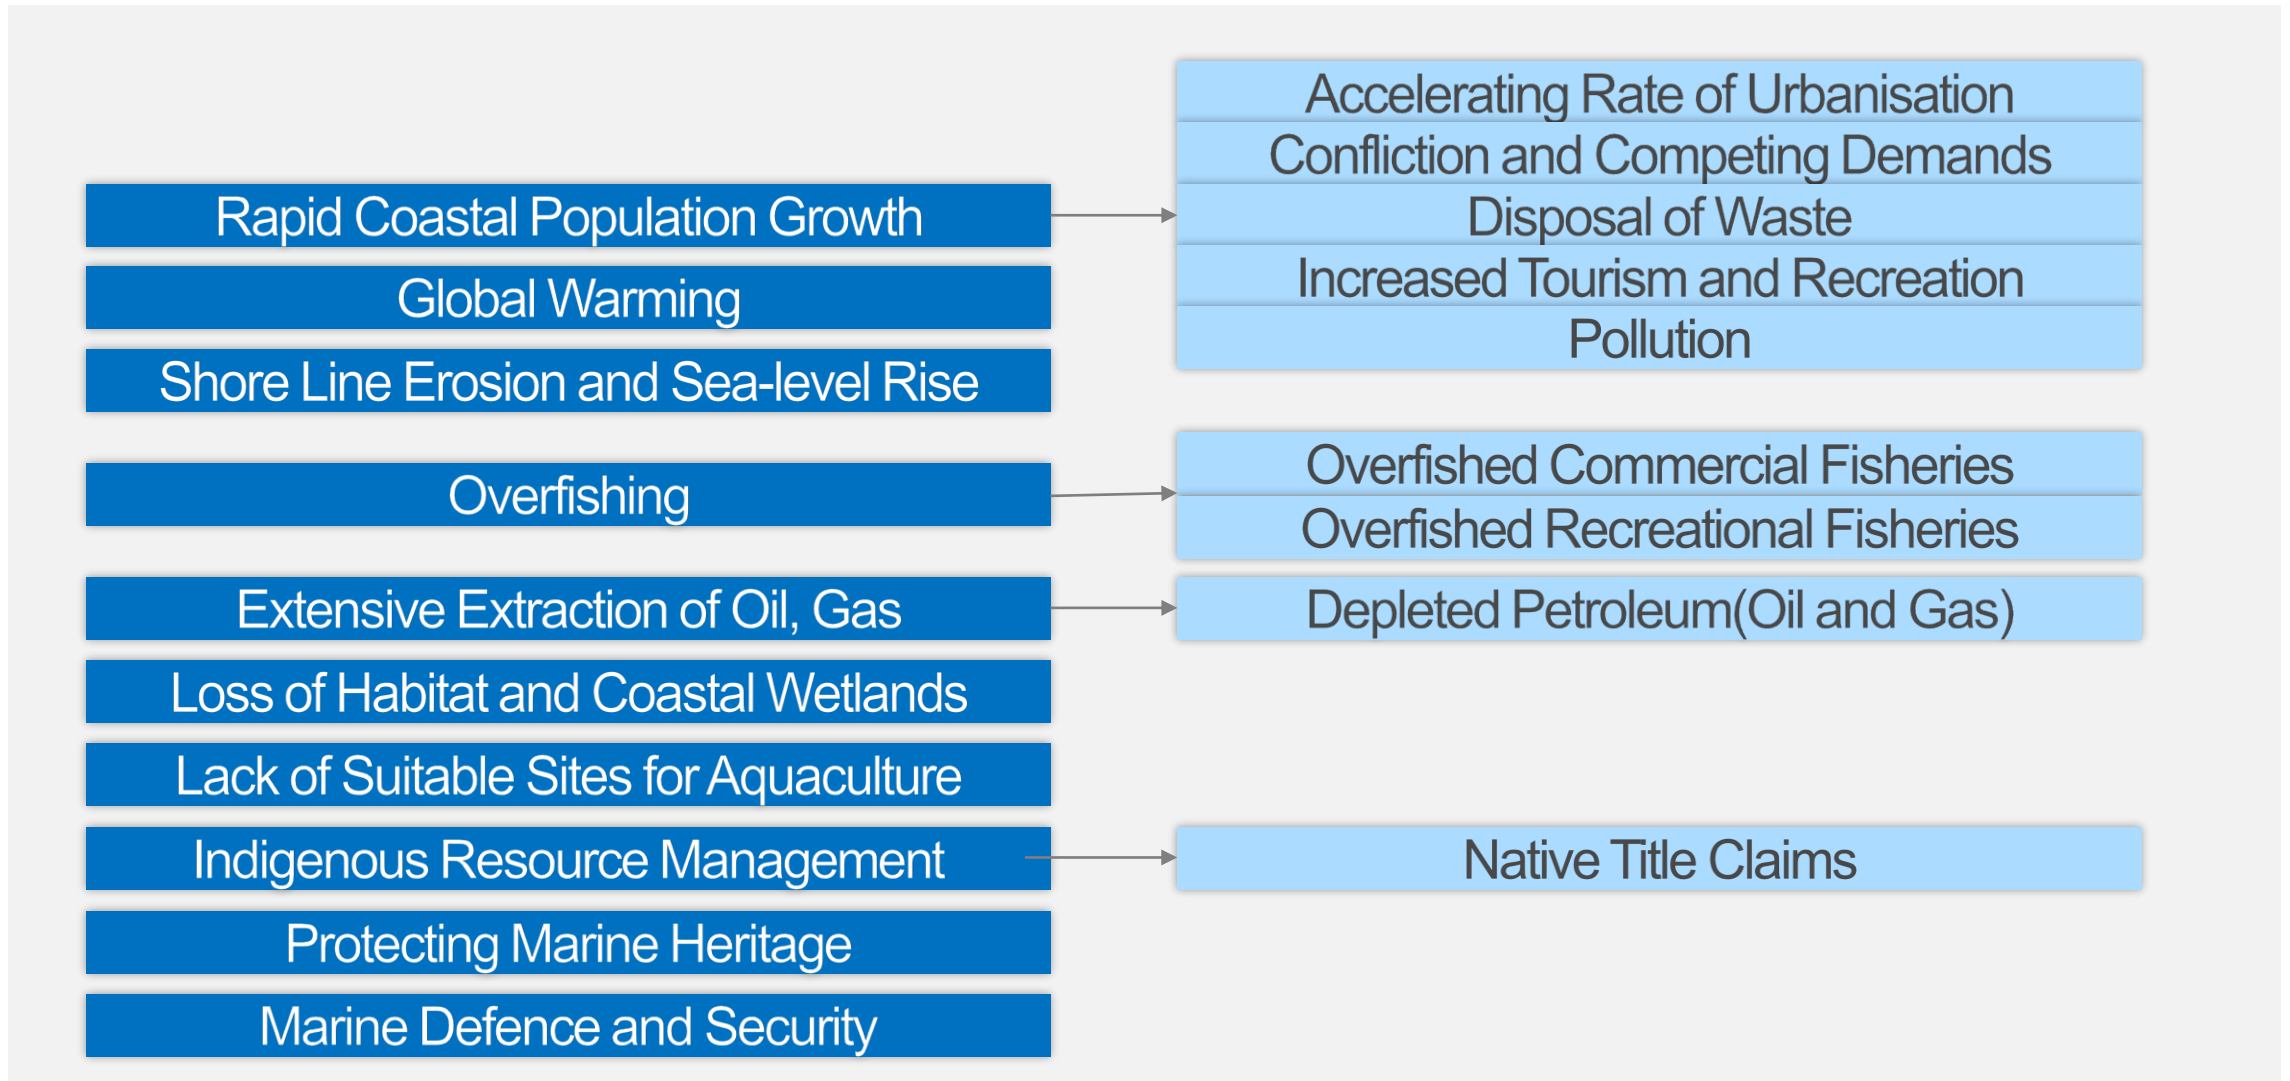 Rapid Coastal Population Growth
Global Warming
Shore Line Erosion and Sea-level Rise
Overfishing
Extensive Extraction of Oil, Gas
Loss of Habitat and Coastal Wetlands
Lack of Suitable Sites for Aquaculture
Indigenous Resource Management
Protecting Marine Heritage
Marine Defence and Security
Accelerating Rate of Urbanisation
Confliction and Competing Demands
Disposal of Waste
Increased Tourism and Recreation
Pollution
Overfished Commercial Fisheries
Overfished Recreational Fisheries
Depleted Petroleum(Oil and Gas)
Native Title Claims